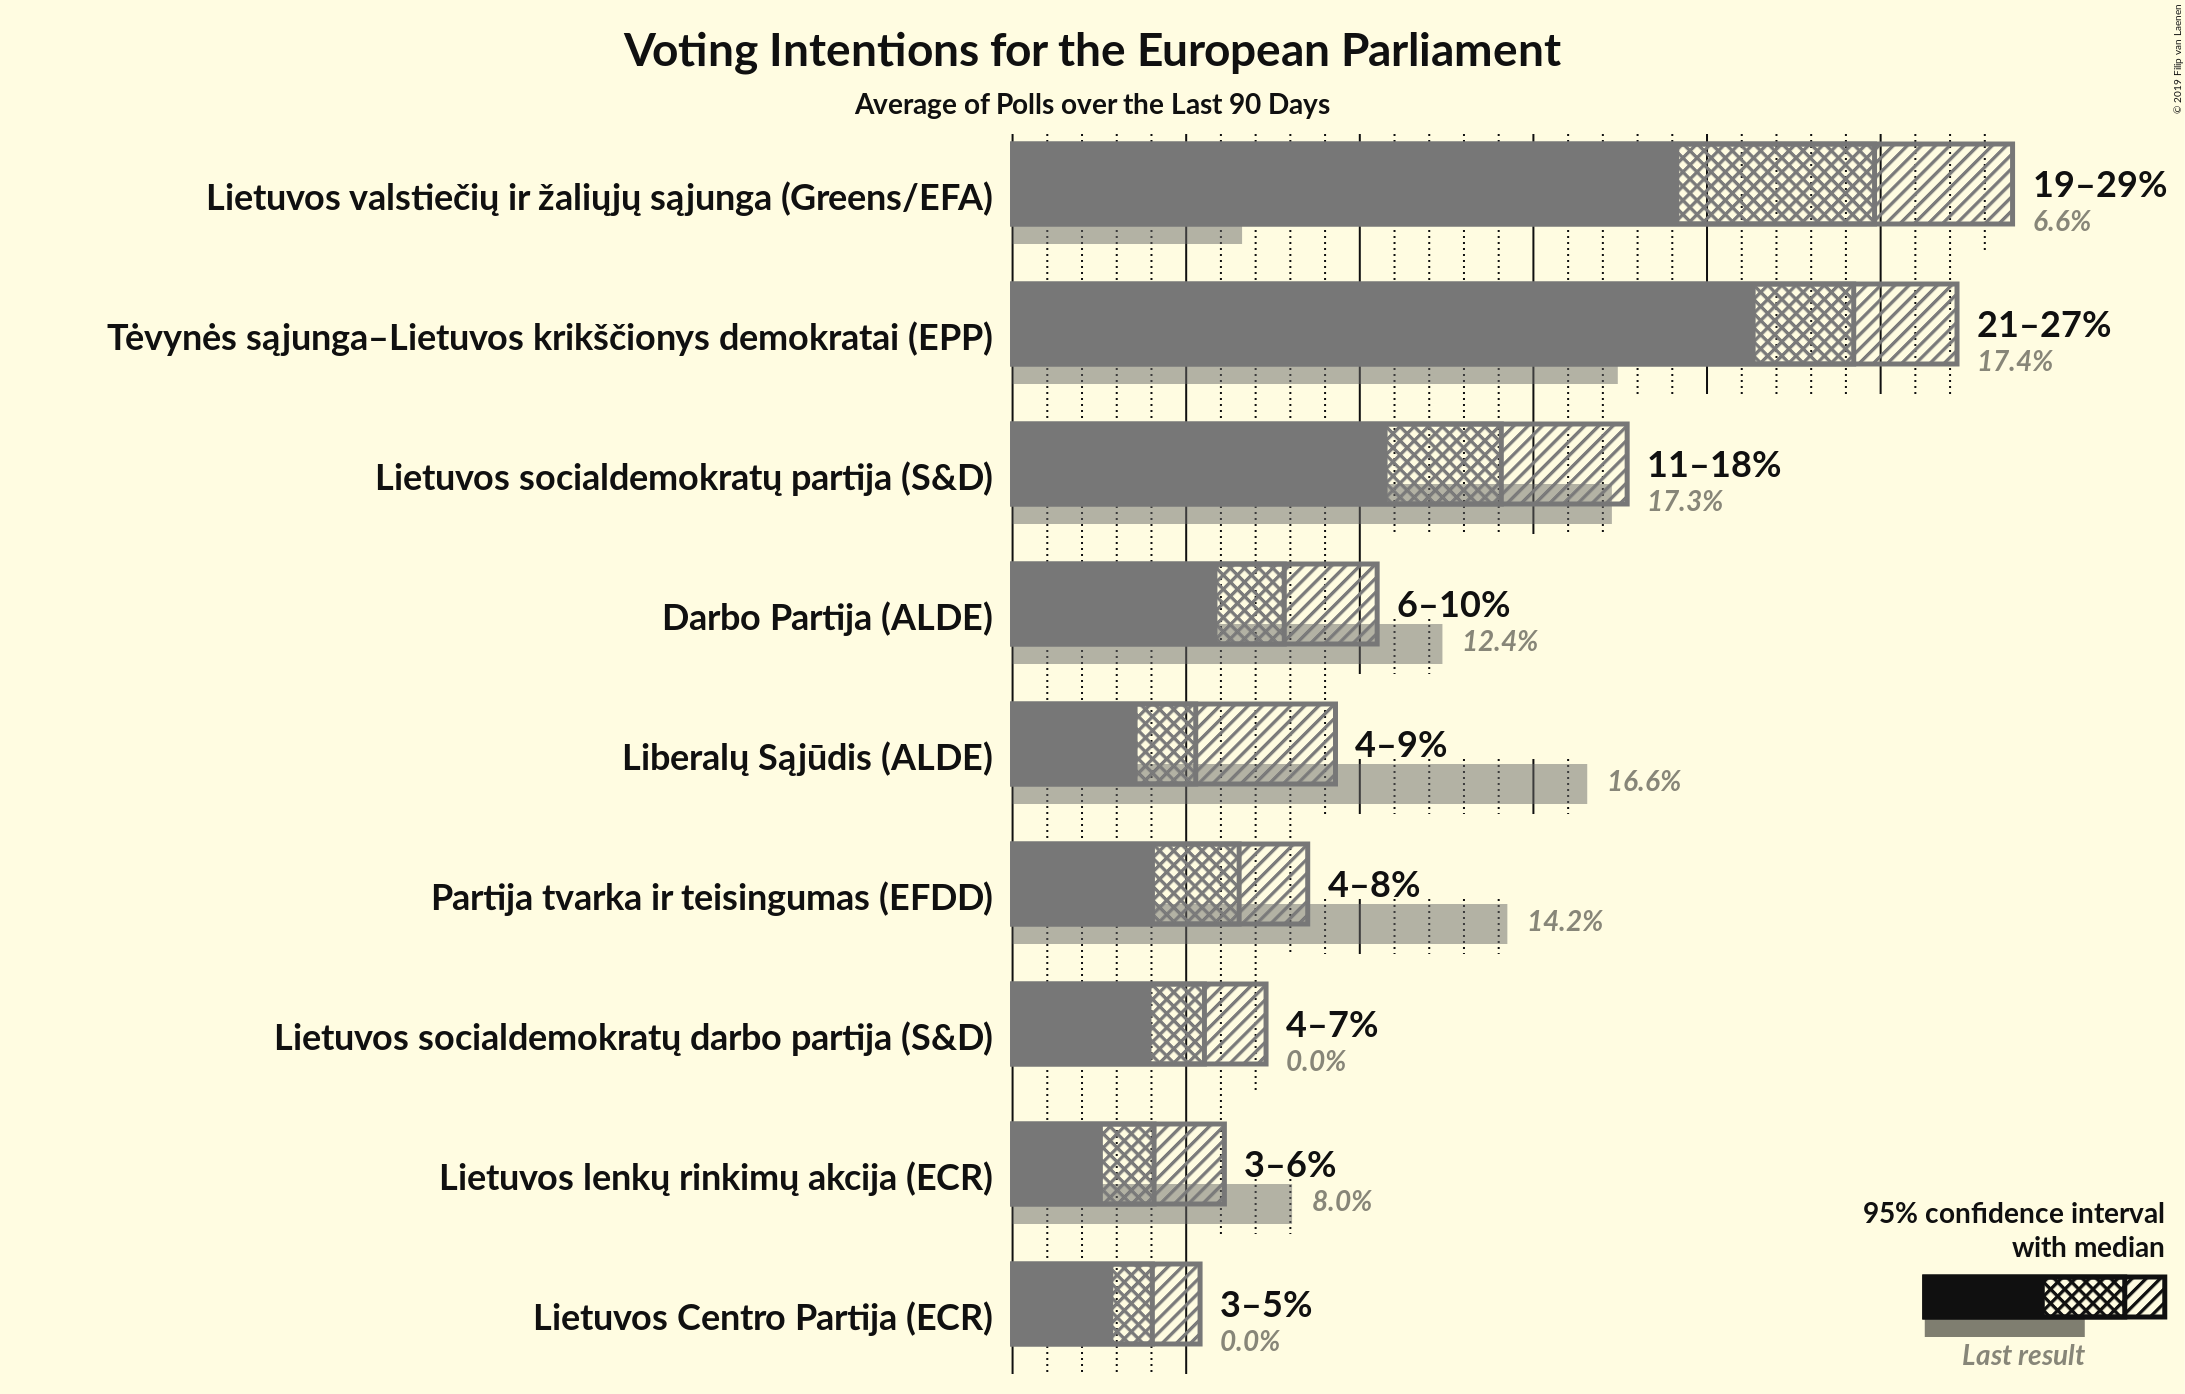 Voting Intentions for the European Parliament
Average of Polls over the Last 90 Days
© 2019 Filip van Laenen
Lietuvos valstiečių ir žaliųjų sąjunga (Greens/EFA)
19–29%
6.6%
Tėvynės sąjunga–Lietuvos krikščionys demokratai (EPP)
21–27%
17.4%
Lietuvos socialdemokratų partija (S&D)
11–18%
17.3%
Darbo Partija (ALDE)
6–10%
12.4%
Liberalų Sąjūdis (ALDE)
4–9%
16.6%
Partija tvarka ir teisingumas (EFDD)
4–8%
14.2%
Lietuvos socialdemokratų darbo partija (S&D)
4–7%
0.0%
Lietuvos lenkų rinkimų akcija (ECR)
3–6%
8.0%
Lietuvos Centro Partija (ECR)
3–5%
0.0%
95% confidence interval
with median
Last result